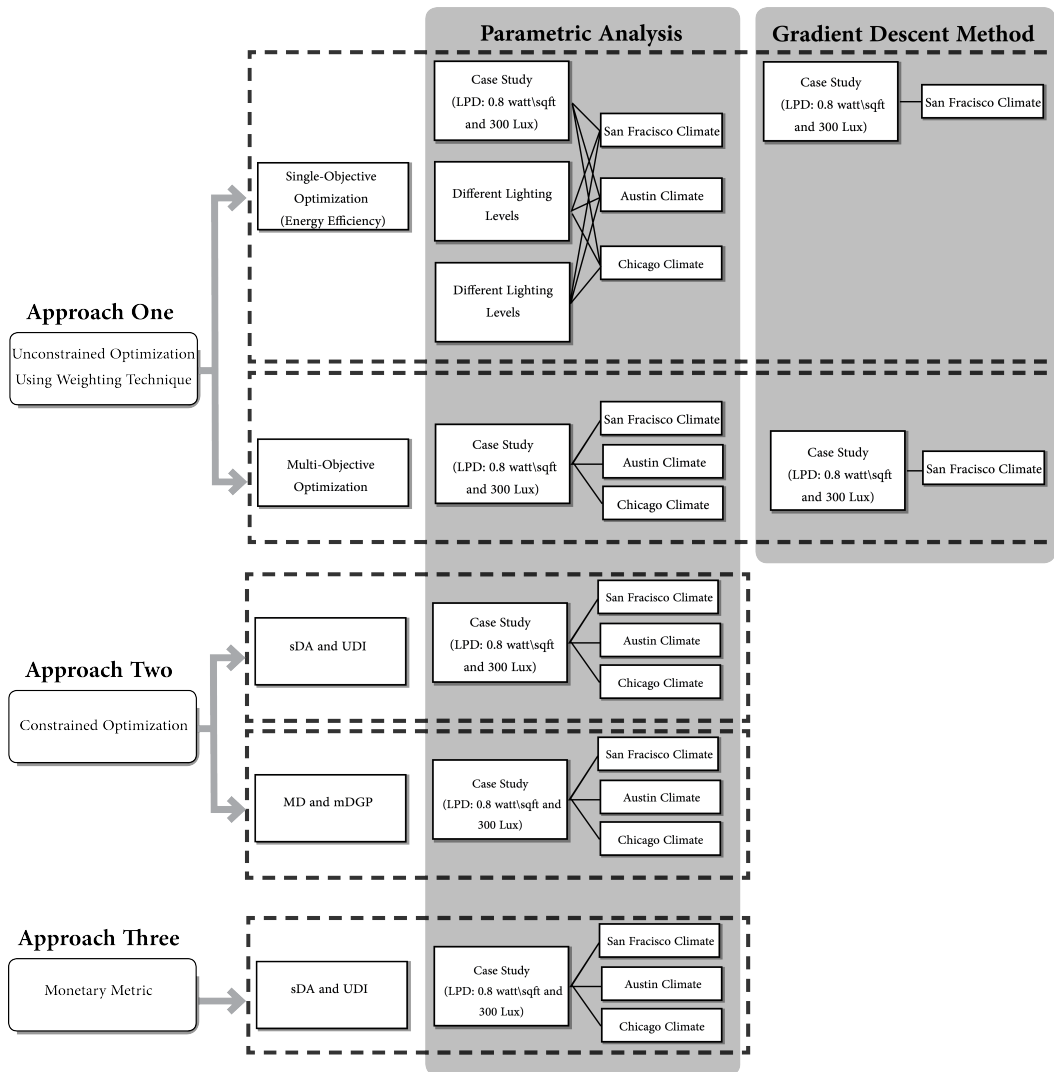 Parametric Analysis
Gradient Descent Method
Case Study
(LPD: 0.8 watt\sqft
and 300 Lux)
San Fracisco Climate
Case Study
(LPD: 0.8 watt\sqft
and 300 Lux)
San Fracisco Climate
Single-Objective
Optimization
(Energy Efficiency)
Different Lighting
Levels
Austin Climate
Chicago Climate
Different Lighting
Levels
Approach One
Unconstrained Optimization
Using Weighting Technique
Multi-Objective
Optimization
Case Study
(LPD: 0.8 watt\sqft
and 300 Lux)
San Fracisco Climate
Austin Climate
Chicago Climate
Case Study
(LPD: 0.8 watt\sqft
and 300 Lux)
San Fracisco Climate
Approach Two
Constrained Optimization
sDA and UDI
Case Study
(LPD: 0.8 watt\sqft
and 300 Lux)
San Fracisco Climate
Austin Climate
Chicago Climate
MD and mDGP
Case Study
(LPD: 0.8 watt\sqft and
300 Lux)
San Fracisco Climate
Austin Climate
Chicago Climate
Approach Three
Monetary Metric
sDA and UDI
Case Study
(LPD: 0.8 watt\sqft and
300 Lux)
San Fracisco Climate
Austin Climate
Chicago Climate